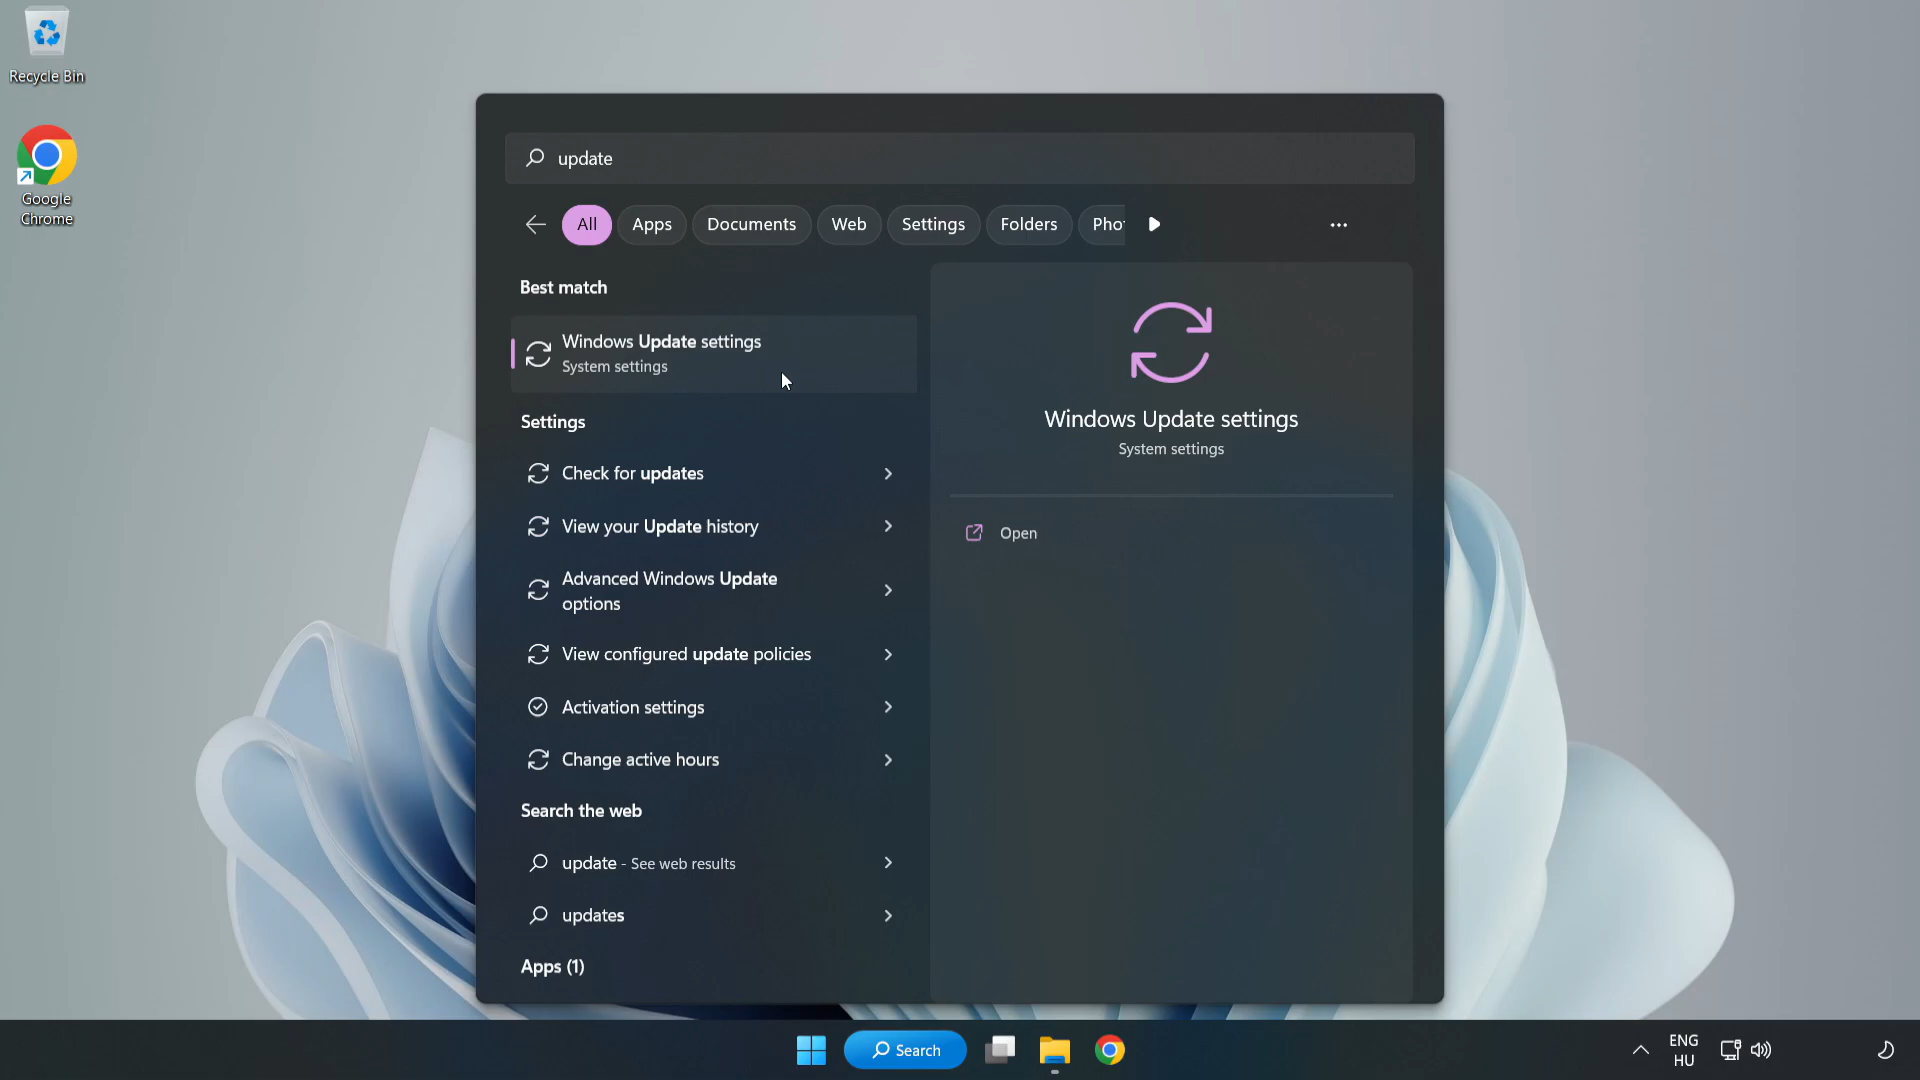 Recycle Bin
Google
Chrome
update
All
Apps
Documents
Web
Settings
Folders
Best match
Windows Update settings
System settings
Settings
Check for updates
View your Update history
Advanced Windows Update
options
View configured update policies
Activation settings
Change active hours
Search the web
update - See web results
updates
Apps (1)
Windows Update settings
System settings
Open
Search
ENG
HU